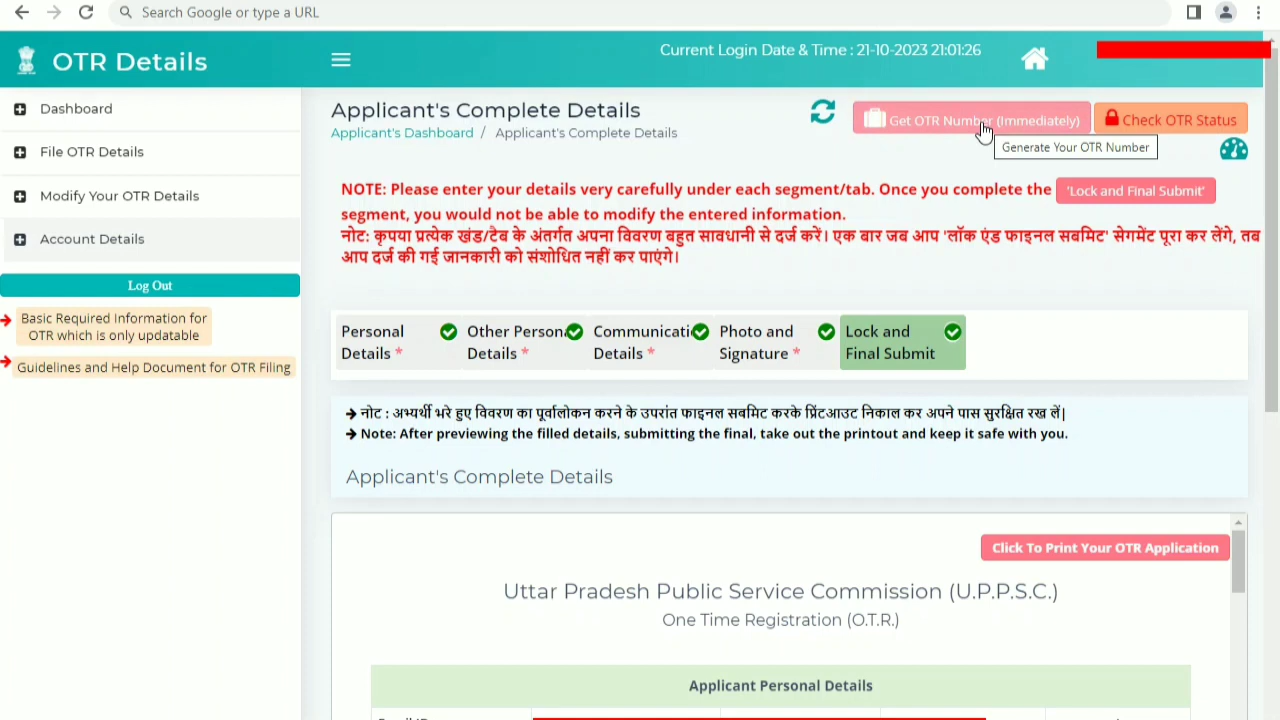 Search Google or type a URL
OTR Details
Current Login Date & Time : 21-10-2023 21:01:26
Dashboard
File OTR Details
Modify Your OTR Details
Account Details
Log Out
Basic Required Information for
OTR which is only updatable
Guidelines and Help Document for OTR Filing
Applicant's Complete Details
Applicant's Dashboard / Applicant's Complete Details
Get OTR Number (Immediately)
Check OTR Status
Generate Your OTR Number
NOTE: Please enter your details very carefully under each segment/tab. Once you complete the 'Lock and Final Submit'
segment, you would not be able to modify the entered information.
नोट: कृपया प्रत्येक खंड/टैब के अंतर्गत अपना विवरण बहुत सावधानी से दर्ज करें। एक बार जब आप 'लॉक एंड फाइनल सबमिट' सेगमेंट पूरा कर लेंगे, तब
आप दर्ज की गई जानकारी को संशोधित नहीं कर पाएंगे।
Personal
Details *
Other Person
Details *
Communicati
Details *
Photo and
Signature *
Lock and
Final Submit
➔ नोट : अभ्यर्थी भरे हुए विवरण का पूर्वालोकन करने के उपरांत फाइनल सबमिट करके प्रिंटआउट निकाल कर अपने पास सुरक्षित रख लें|
➔ Note: After previewing the filled details, submitting the final, take out the printout and keep it safe with you.
Applicant's Complete Details
Click To Print Your OTR Application
Uttar Pradesh Public Service Commission (U.P.P.S.C.)
One Time Registration (O.T.R.)
Applicant Personal Details